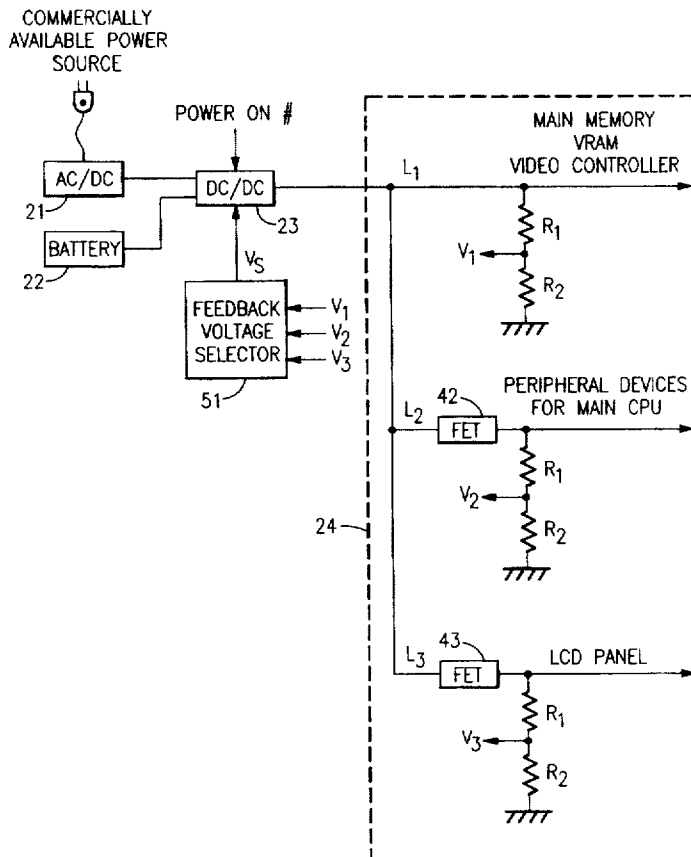 COMMERCIALLY
AVAILABLE POWER
SOURCE
POWER ON #
AC/DC
21
BATTERY
22
DC/DC
23
VS
FEEDBACK
VOLTAGE
SELECTOR
51
V1
V2
V3
24
L1
MAIN MEMORY
VRAM
VIDEO CONTROLLER
R1
V1
R2
L2
42
FET
PERIPHERAL DEVICES
FOR MAIN CPU
R1
V2
R2
L3
43
FET
LCD PANEL
R1
V3
R2